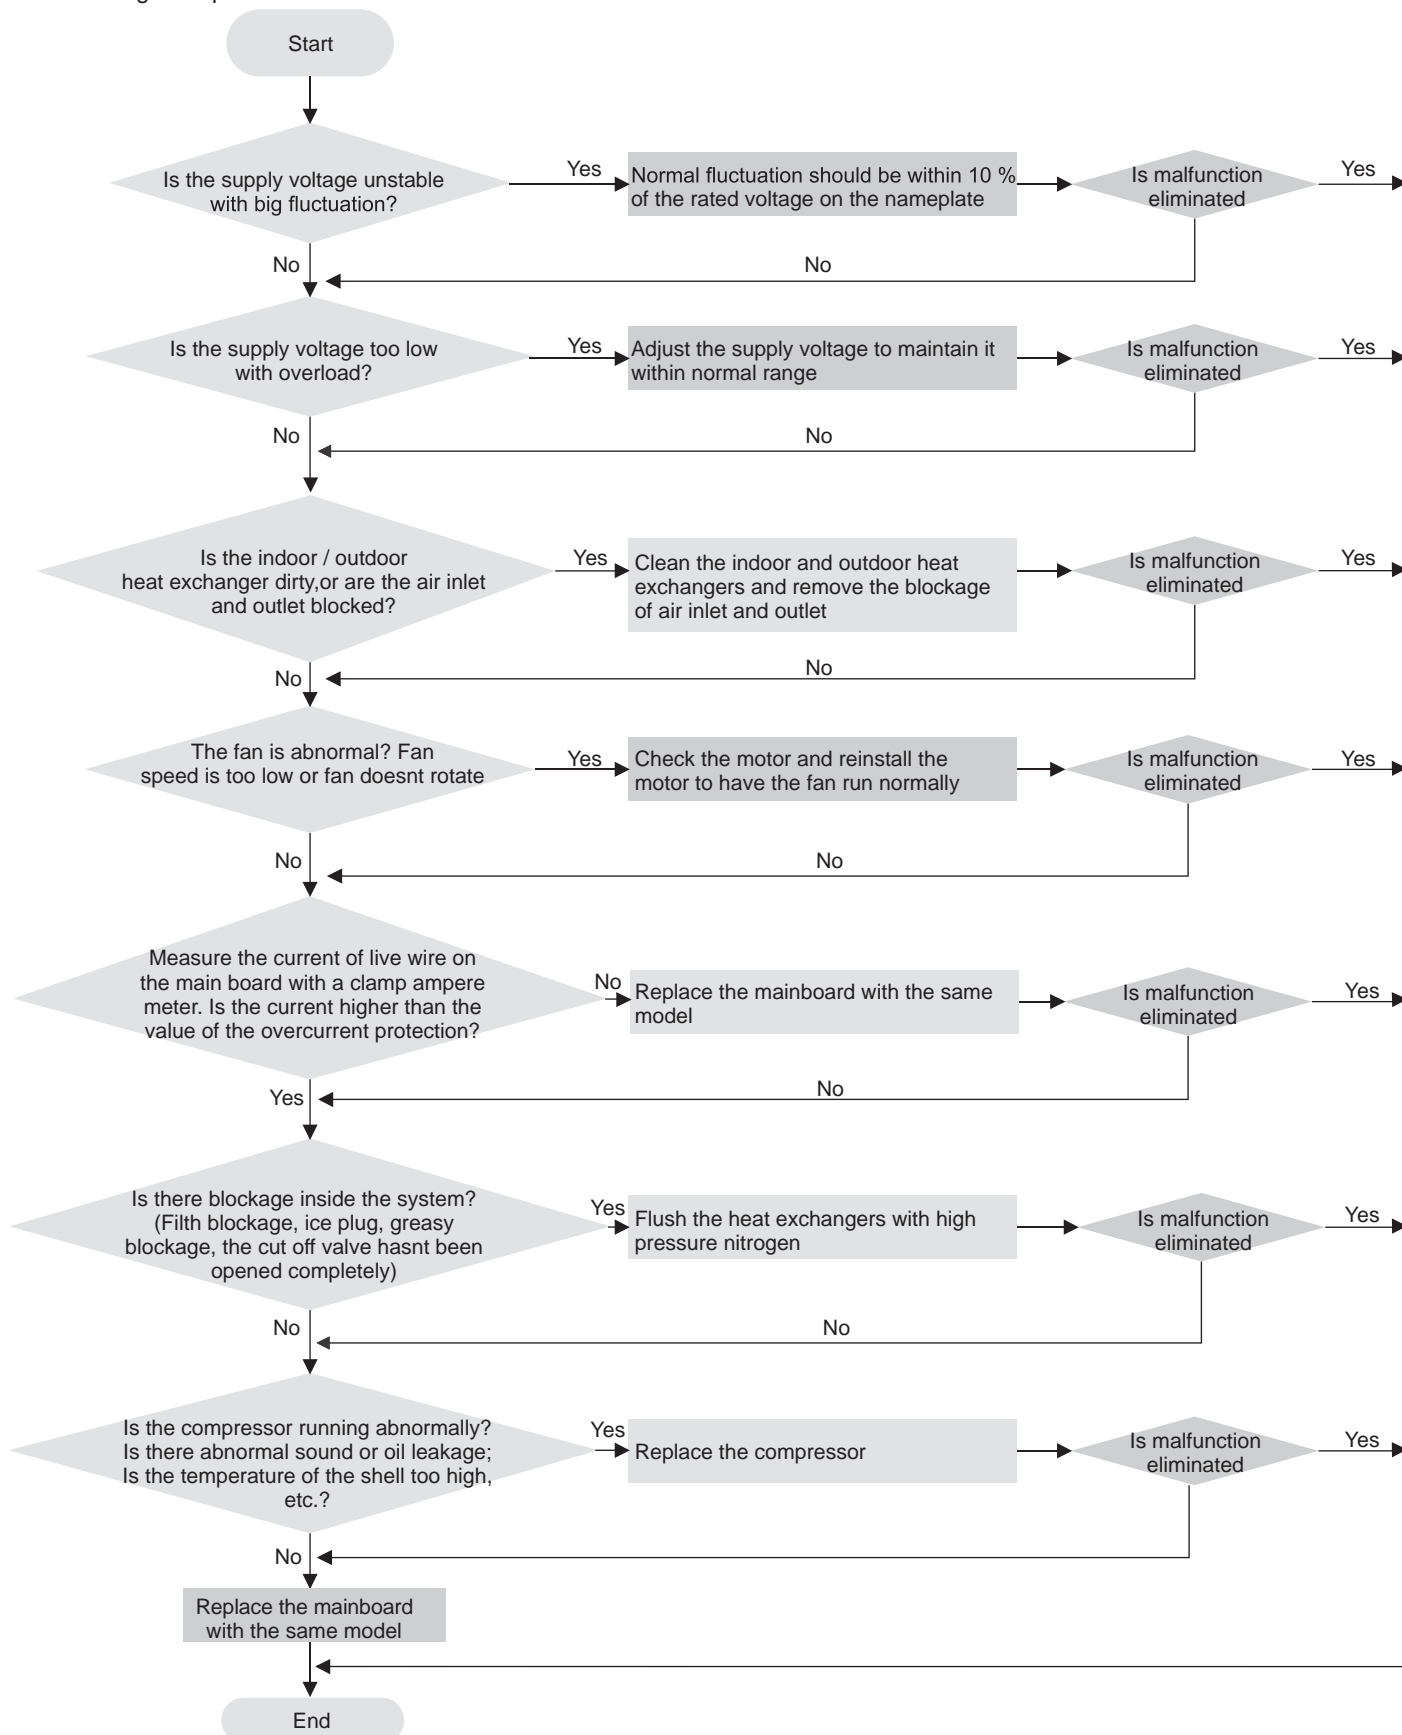 Start
Is the supply voltage unstable
with big fluctuation?
Yes
Normal fluctuation should be within 10 %
of the rated voltage on the nameplate
Is malfunction
eliminated
Yes
No
No
Is the supply voltage too low
with overload?
Yes
Adjust the supply voltage to maintain it
within normal range
Is malfunction
eliminated
Yes
No
No
Is the indoor / outdoor
heat exchanger dirty,or are the air inlet
and outlet blocked?
Yes
Clean the indoor and outdoor heat
exchangers and remove the blockage
of air inlet and outlet
Is malfunction
eliminated
Yes
No
No
The fan is abnormal? Fan
speed is too low or fan doesnt rotate
Yes
Check the motor and reinstall the
motor to have the fan run normally
Is malfunction
eliminated
Yes
No
No
Measure the current of live wire on
the main board with a clamp ampere
meter. Is the current higher than the
value of the overcurrent protection?
No
Replace the mainboard with the same
model
Is malfunction
eliminated
Yes
Yes
No
Is there blockage inside the system?
(Filth blockage, ice plug, greasy
blockage, the cut off valve hasnt been
opened completely)
Yes
Flush the heat exchangers with high
pressure nitrogen
Is malfunction
eliminated
Yes
No
No
Is the compressor running abnormally?
Is there abnormal sound or oil leakage;
Is the temperature of the shell too high,
etc.?
Yes
Replace the compressor
Is malfunction
eliminated
Yes
No
Replace the mainboard
with the same model
End